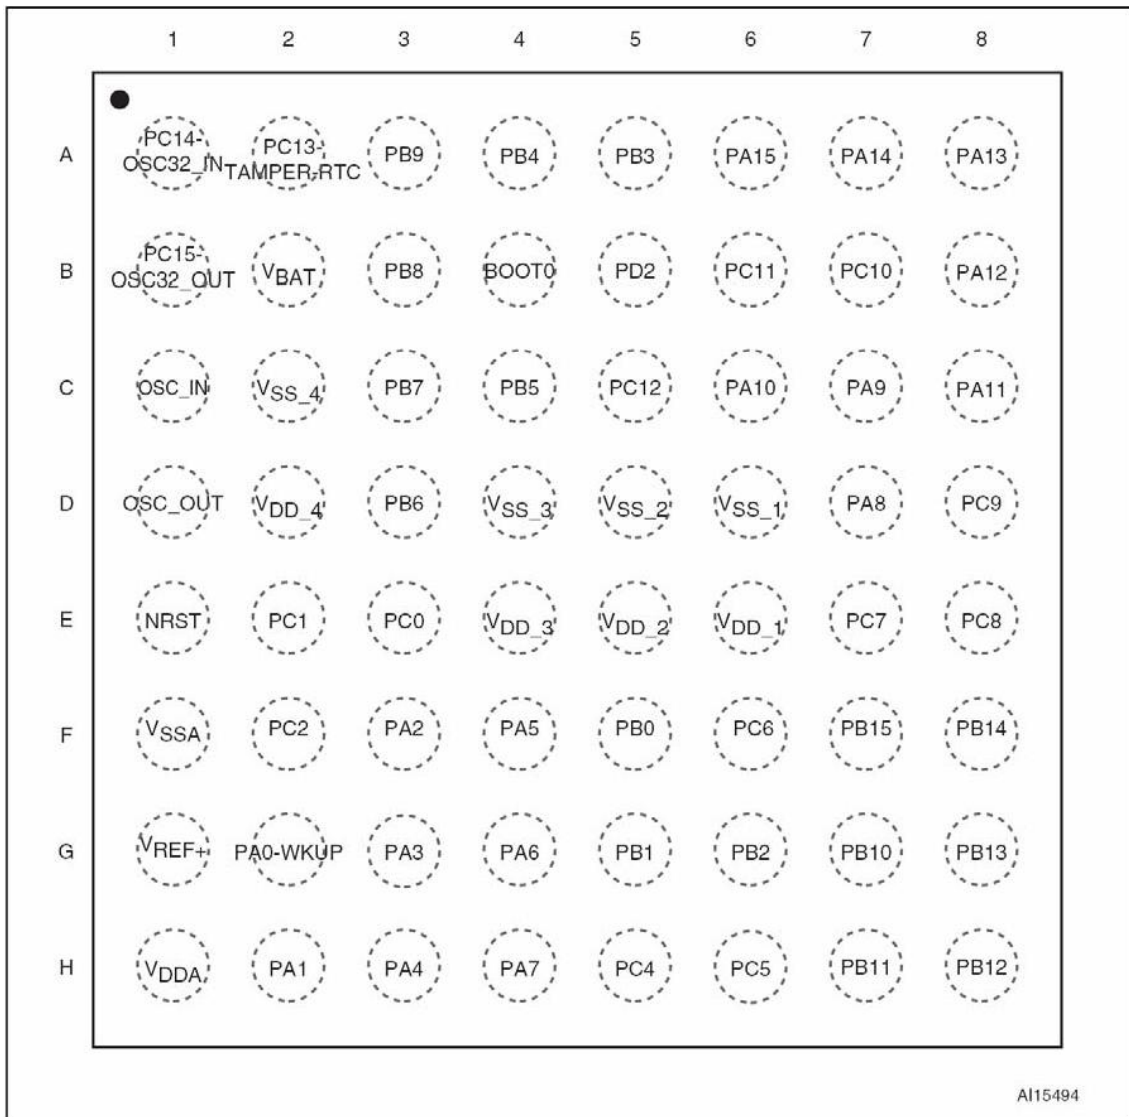 1 2 3 4 5 6 7 8
A PC14-OSC32_IN PC13-TAMPER-RTC PB9 PB4 PB3 PA15 PA14 PA13
B PC15-OSC32_OUT VBAT PB8 BOOT0 PD2 PC11 PC10 PA12
C OSC_IN VSS_4 PB7 PB5 PC12 PA10 PA9 PA11
D OSC_OUT VDD_4 PB6 VSS_3 VSS_2 VSS_1 PA8 PC9
E NRST PC1 PC0 VDD_3 VDD_2 VDD_1 PC7 PC8
F VSSA PC2 PA2 PA5 PB0 PC6 PB15 PB14
G VREF+ PA0-WKUP PA3 PA6 PB1 PB2 PB10 PB13
H VDDA PA1 PA4 PA7 PC4 PC5 PB11 PB12
AI15494